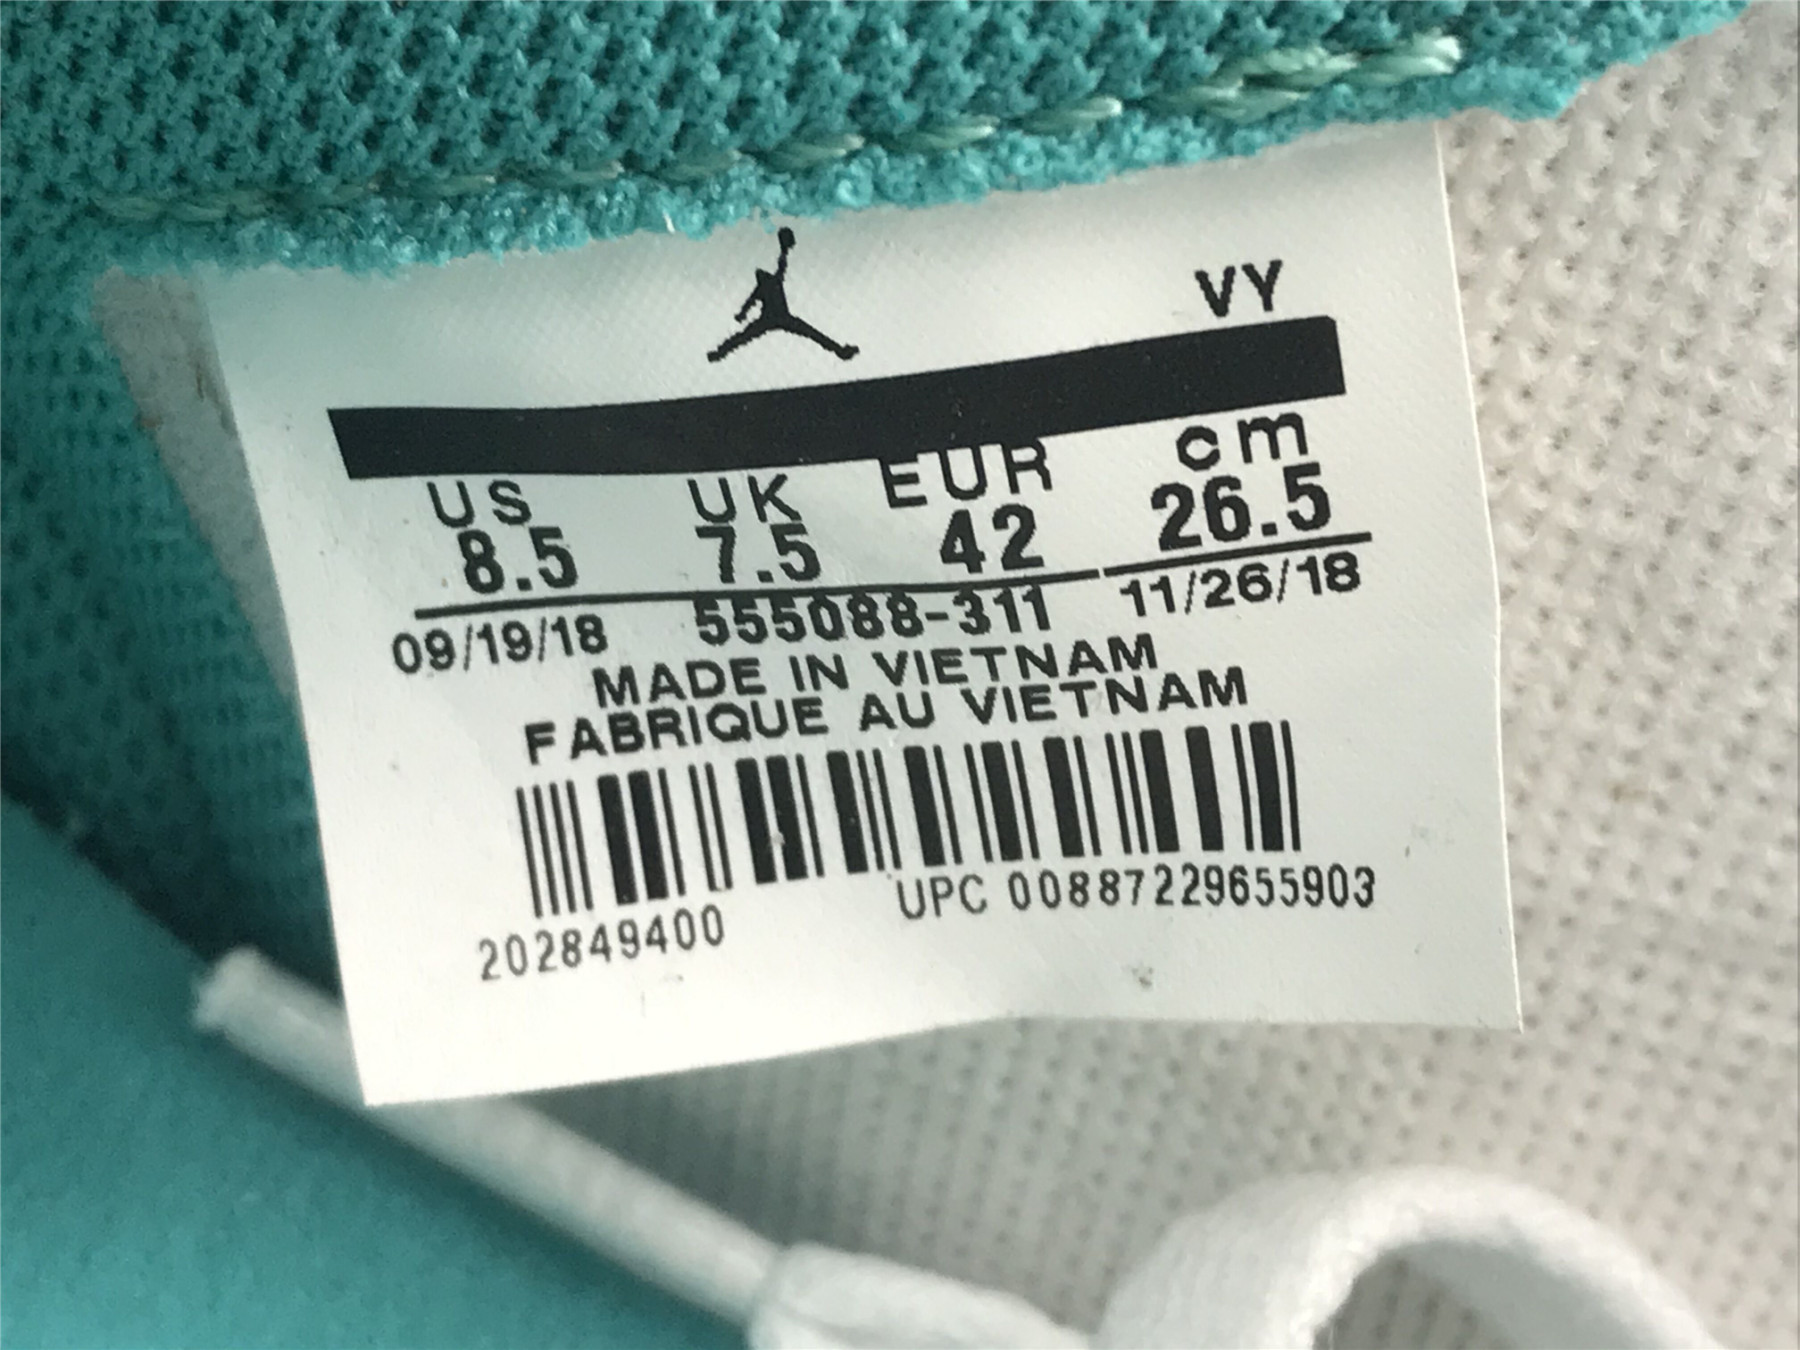 VY
US UK EUR cm
8.5 7.5 42 26.5
09/19/18 555088-311 11/26/18
MADE IN VIETNAM
FABRIQUE AU VIETNAM
202849400 UPC 00887229655903